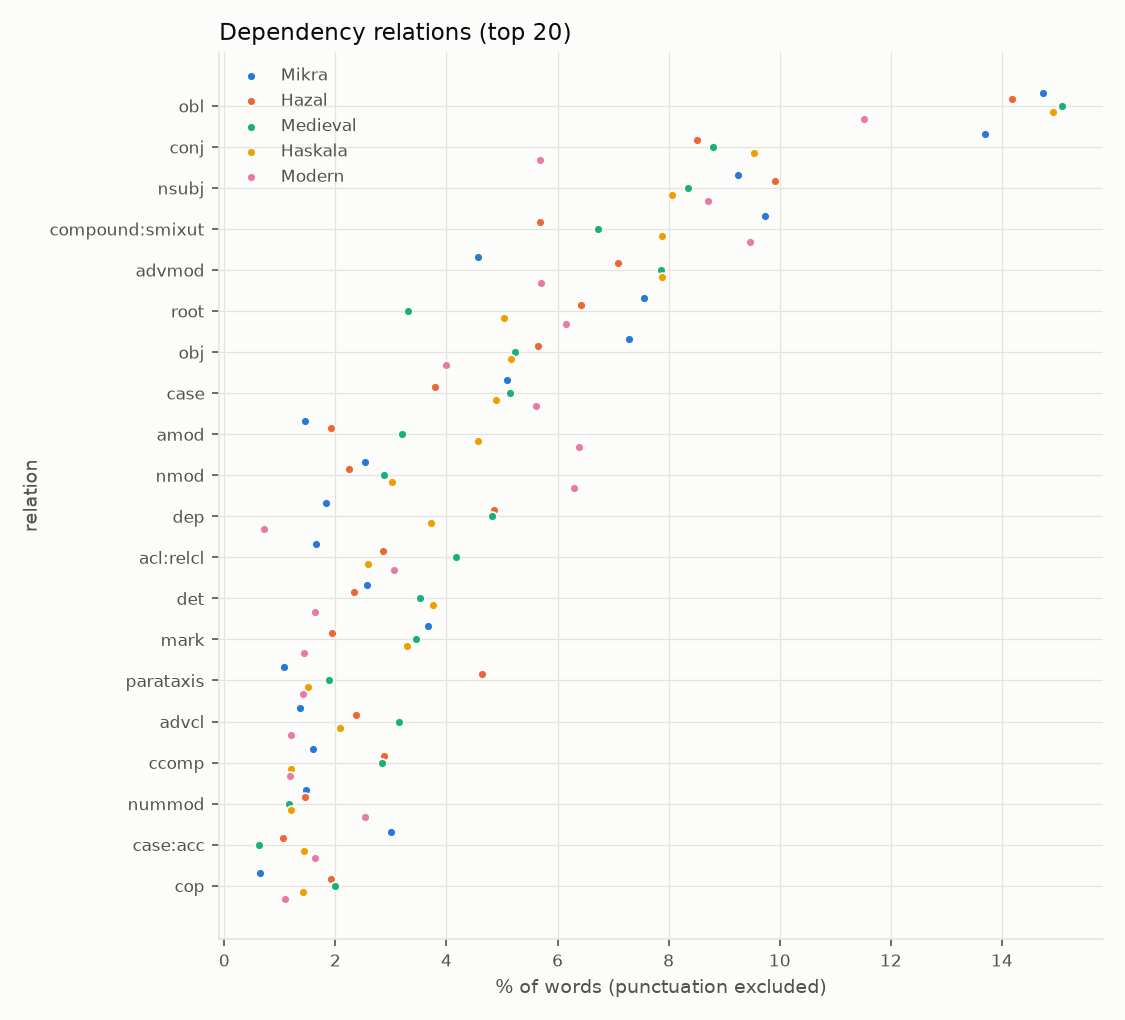 Dependency relations (top 20)
Mikra
Hazal
Medieval
Haskala
Modern
obl
conj
nsubj
compound:smixut
advmod
root
obj
case
amod
nmod
dep
acl:relcl
det
mark
parataxis
advcl
ccomp
nummod
case:acc
cop
relation
0 2 4 6 8 10 12 14
% of words (punctuation excluded)